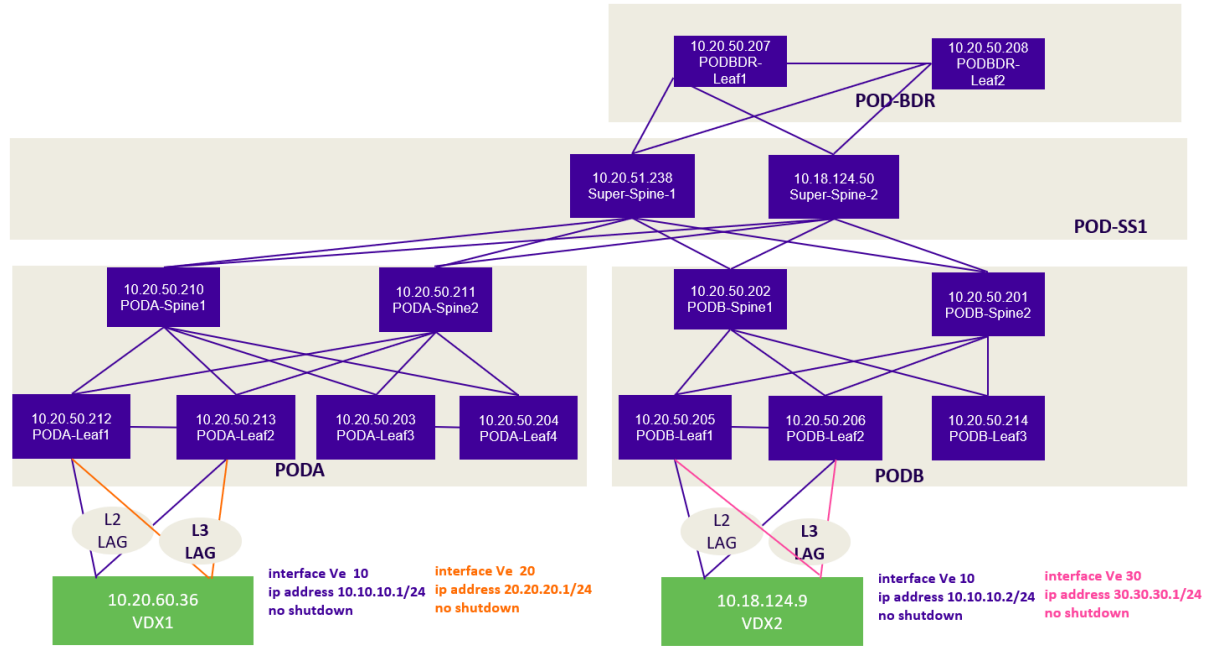 10.20.50.207
PODBDR-
Leaf1
10.20.50.208
PODBDR-
Leaf2
POD-BDR
10.20.51.238
Super-Spine-1
10.18.124.50
Super-Spine-2
POD-SS1
10.20.50.210
PODA-Spine1
10.20.50.211
PODA-Spine2
10.20.50.202
PODB-Spine1
10.20.50.201
PODB-Spine2
10.20.50.212
PODA-Leaf1
10.20.50.213
PODA-Leaf2
10.20.50.203
PODA-Leaf3
10.20.50.204
PODA-Leaf4
10.20.50.205
PODB-Leaf1
10.20.50.206
PODB-Leaf2
10.20.50.214
PODB-Leaf3
PODA
PODB
L2
LAG
L3
LAG
L2
LAG
L3
LAG
10.20.60.36
VDX1
interface Ve 10
ip address 10.10.10.1/24
no shutdown
interface Ve 20
ip address 20.20.20.1/24
no shutdown
10.18.124.9
VDX2
interface Ve 10
ip address 10.10.10.2/24
no shutdown
interface Ve 30
ip address 30.30.30.1/24
no shutdown